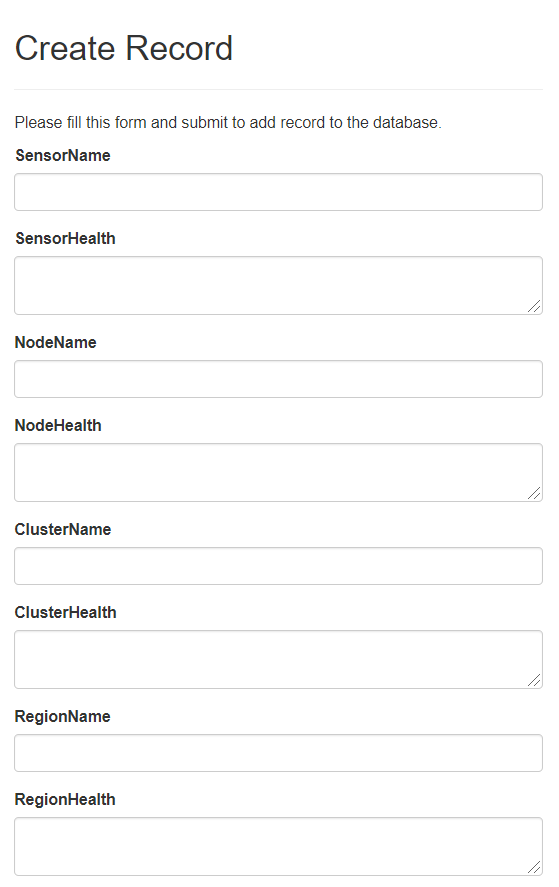 Create Record
Please fill this form and submit to add record to the database.
SensorName
SensorHealth
NodeName
NodeHealth
ClusterName
ClusterHealth
RegionName
RegionHealth